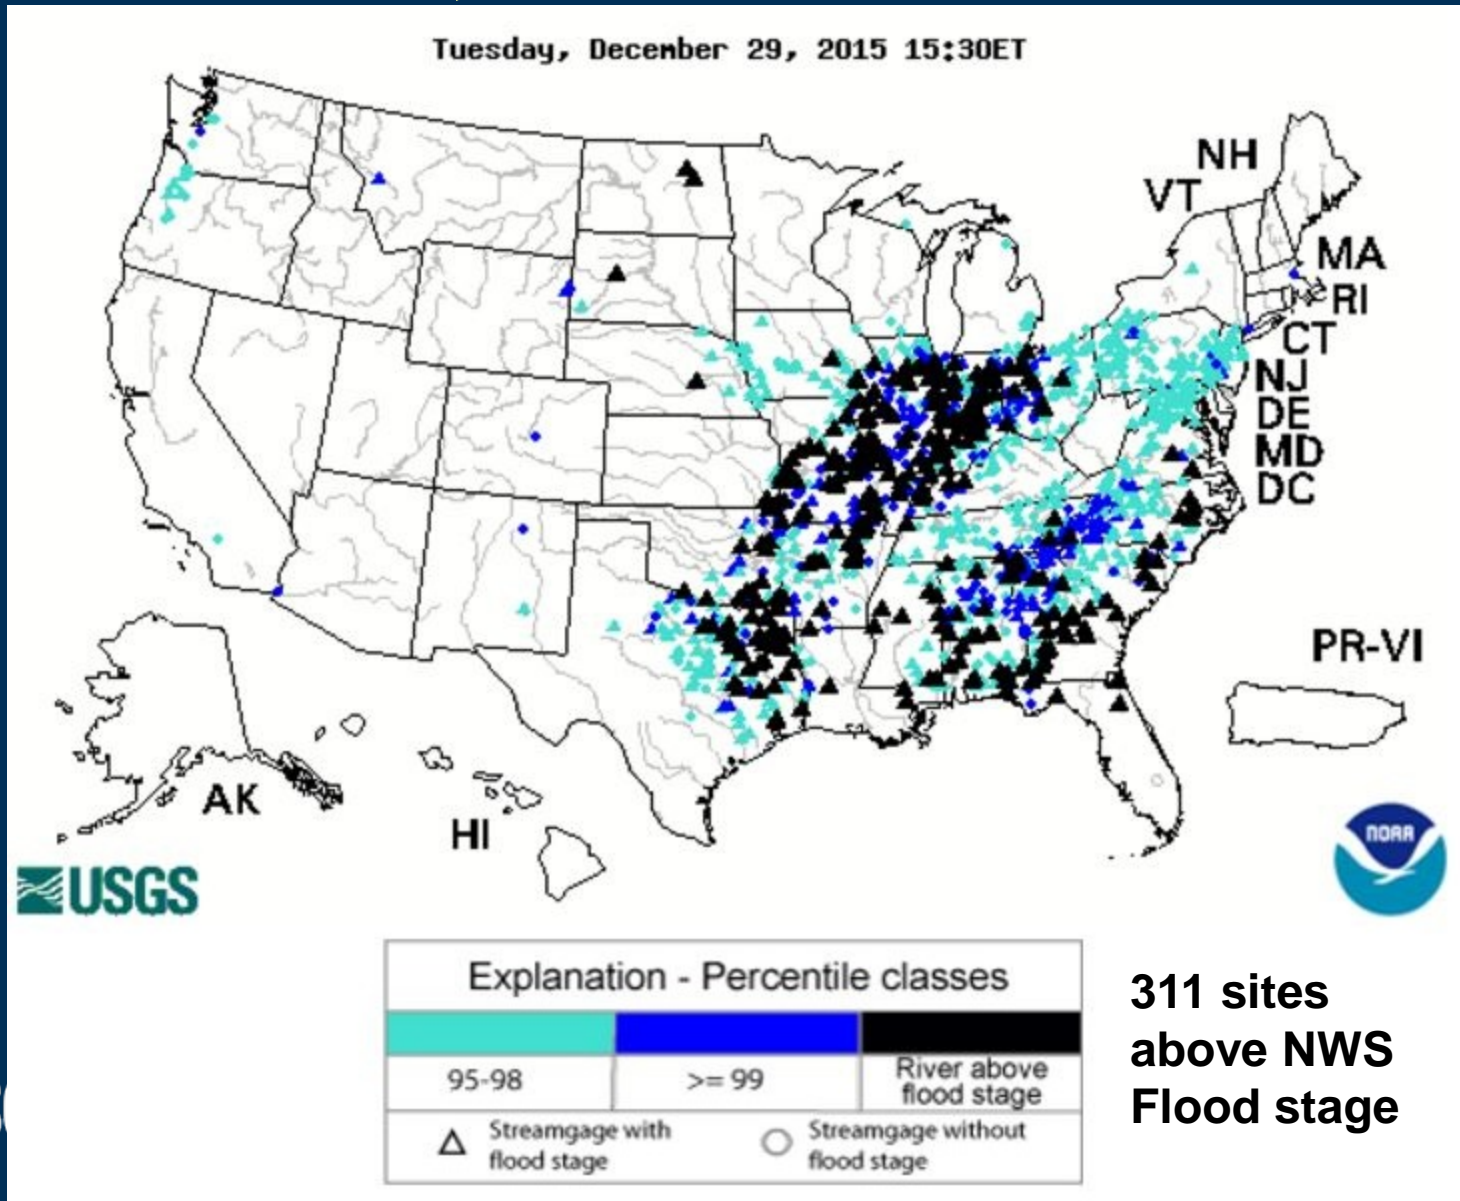 Tuesday, December 29, 2015 15:30ET
NH
VT
MA
RI
CT
NJ
DE
MD
DC
PR-VI
AK
HI
USGS
NOAA
Explanation - Percentile classes
95-98
>= 99
River above
flood stage
Streamgage with
flood stage
Streamgage without
flood stage
311 sites
above NWS
Flood stage